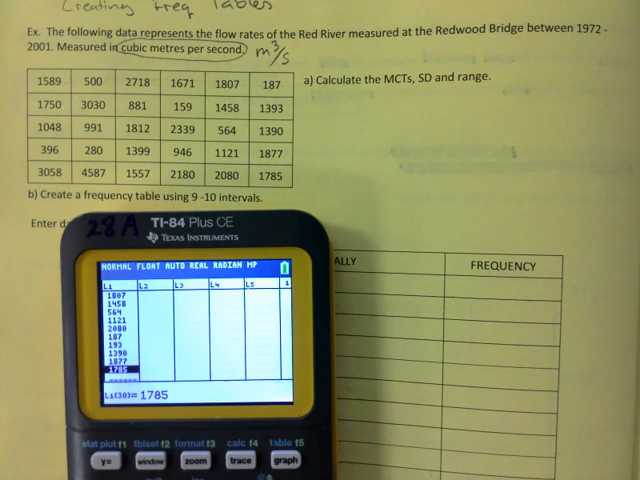 Creating Freq Tables
Ex. The following data represents the flow rates of the Red River measured at the Redwood Bridge between 1972 -
2001. Measured in cubic metres per second. m³/s
1589 500 2718 1671 1807 187
1750 3030 881 159 1458 1393
1048 991 1812 2339 564 1390
396 280 1399 946 1121 1877
3058 4587 1557 2180 2080 1785
a) Calculate the MCTs, SD and range.
b) Create a frequency table using 9 -10 intervals.
Enter da
ALLY FREQUENCY
28A
TI-84 Plus CE
TEXAS INSTRUMENTS
NORMAL FLOAT AUTO REAL RADIAN MP
L1 L2 L3 L4 L5 1
1807
1458
564
1121
2080
187
193
1390
1877
1785
------
L1(30)=1785
stat plot f1 tblset f2 format f3 calc f4 table f5
y= window zoom trace graph